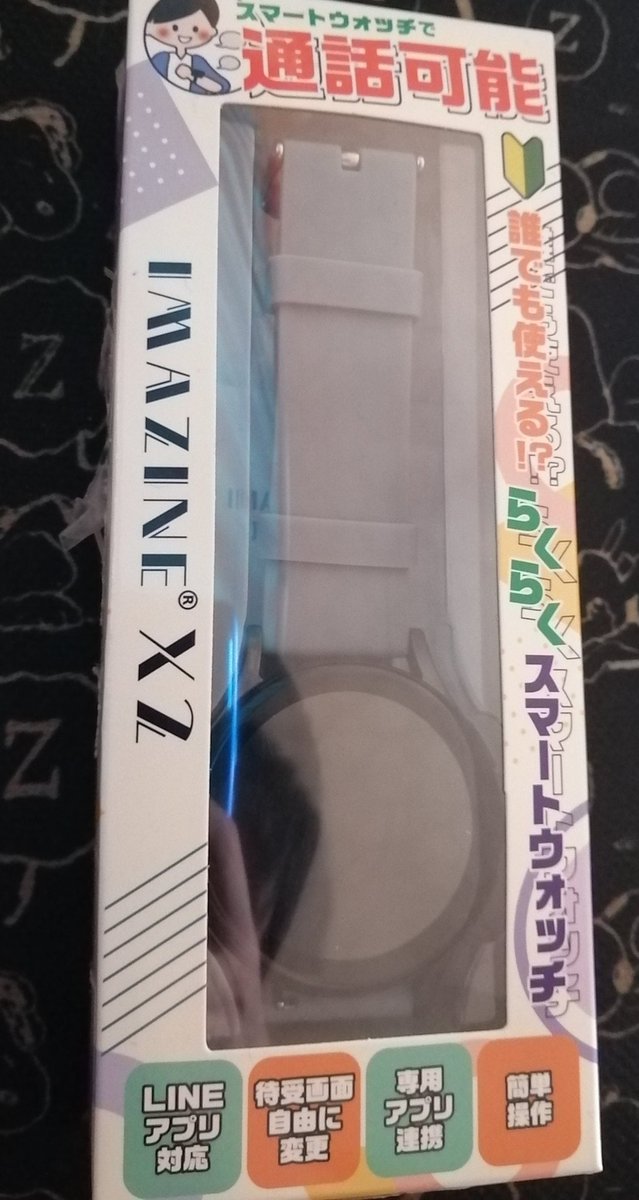 スマートウォッチで
通話可能
誰でも使える!?
らくらく
スマートウォッチ
IMAZINE® X2
LINE
アプリ
対応
待受画面
自由に
変更
専用
アプリ
連携
簡単
操作
Z
Z
Z